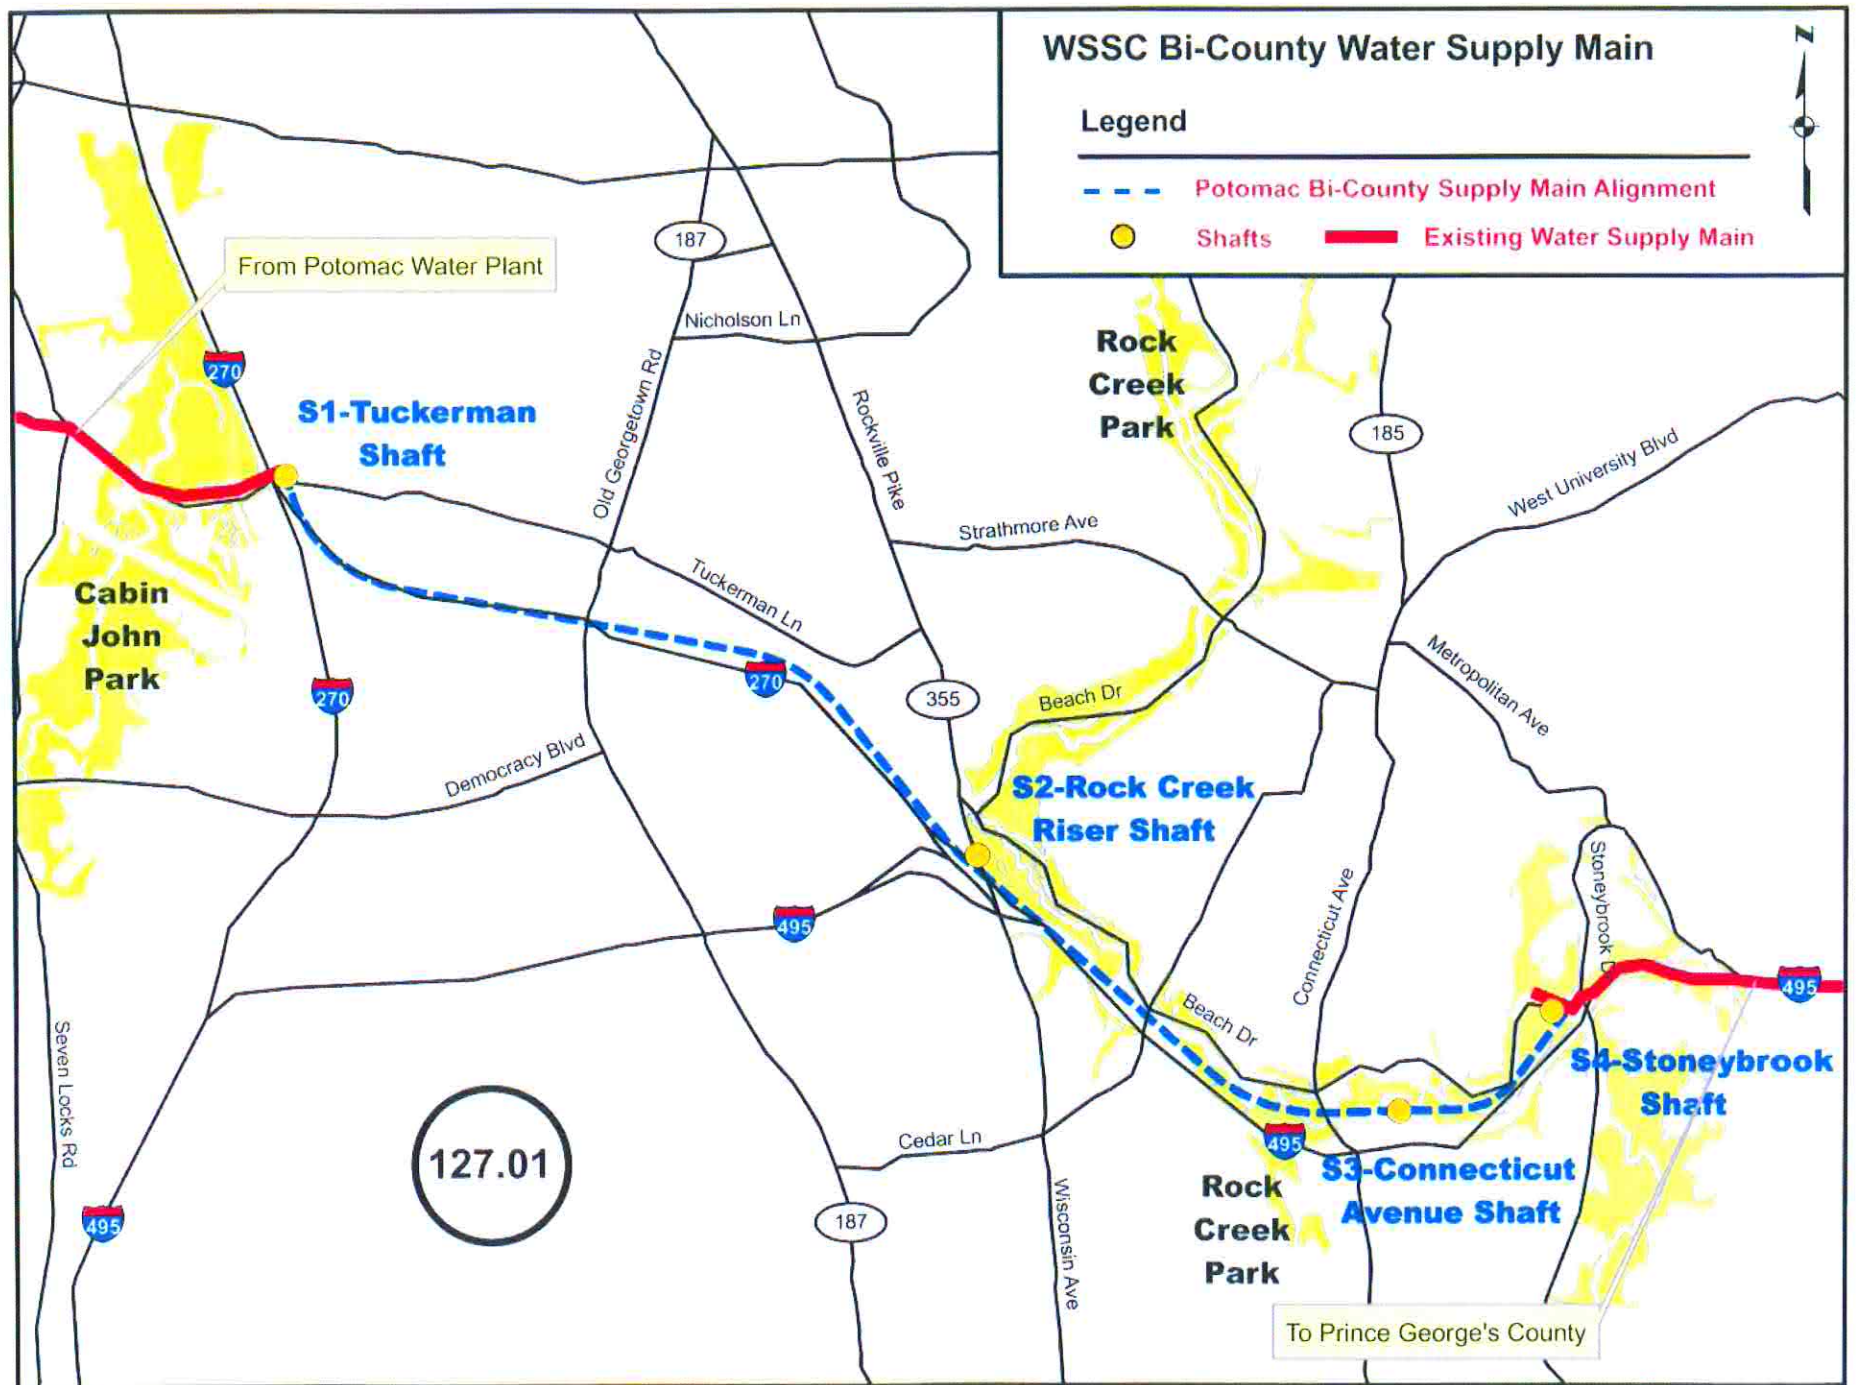 WSSC Bi-County Water Supply Main
N
Legend
Potomac Bi-County Supply Main Alignment
Shafts
Existing Water Supply Main
187
From Potomac Water Plant
Nicholson Ln
Rock
Creek
Park
270
S1-Tuckerman
Shaft
Old Georgetown Rd
Rockville Pike
185
West University Blvd
Strathmore Ave
Tuckerman Ln
Cabin
John
Park
270
270
355
Beach Dr
Metropolitan Ave
Democracy Blvd
S2-Rock Creek
Riser Shaft
Stoneybrook D
495
Connecticut Ave
495
Beach Dr
Seven Locks Rd
S4-Stoneybrook
Shaft
127.01
Cedar Ln
495
S3-Connecticut
Avenue Shaft
Rock
Creek
Park
495
187
Wisconsin Ave
To Prince George's County